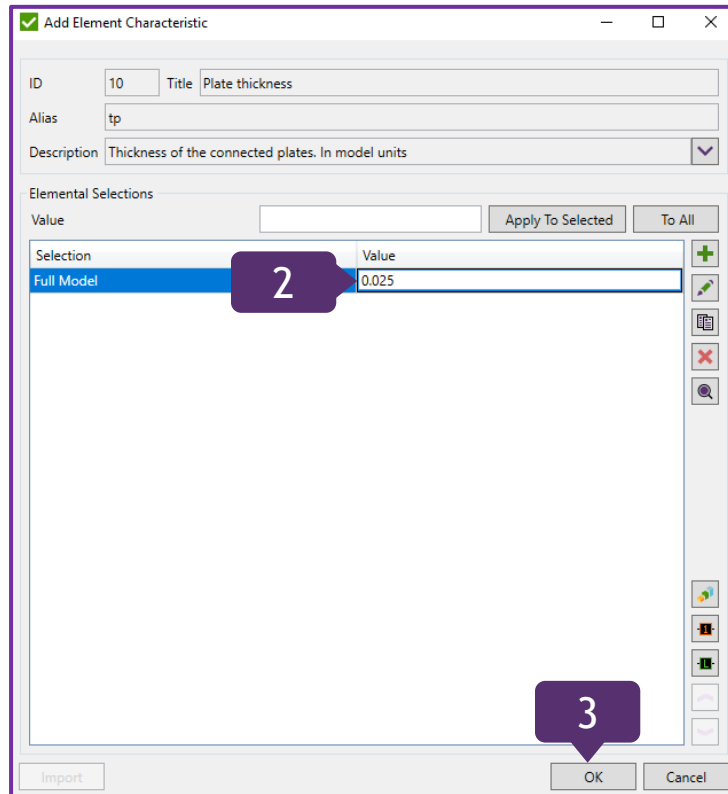 Add Element Characteristic
ID 10 Title Plate thickness
Alias tp
Description Thickness of the connected plates. In model units
Elemental Selections
Value Apply To Selected To All
Selection Value
Full Model 2 0.025
1
L
3
Import OK Cancel